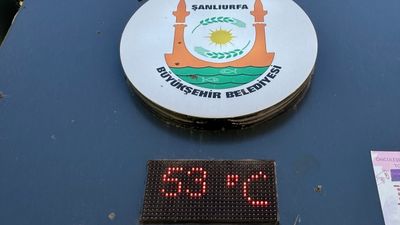 ŞANLIURFA
BÜYÜKŞEHİR BELEDİYESİ
53 °C